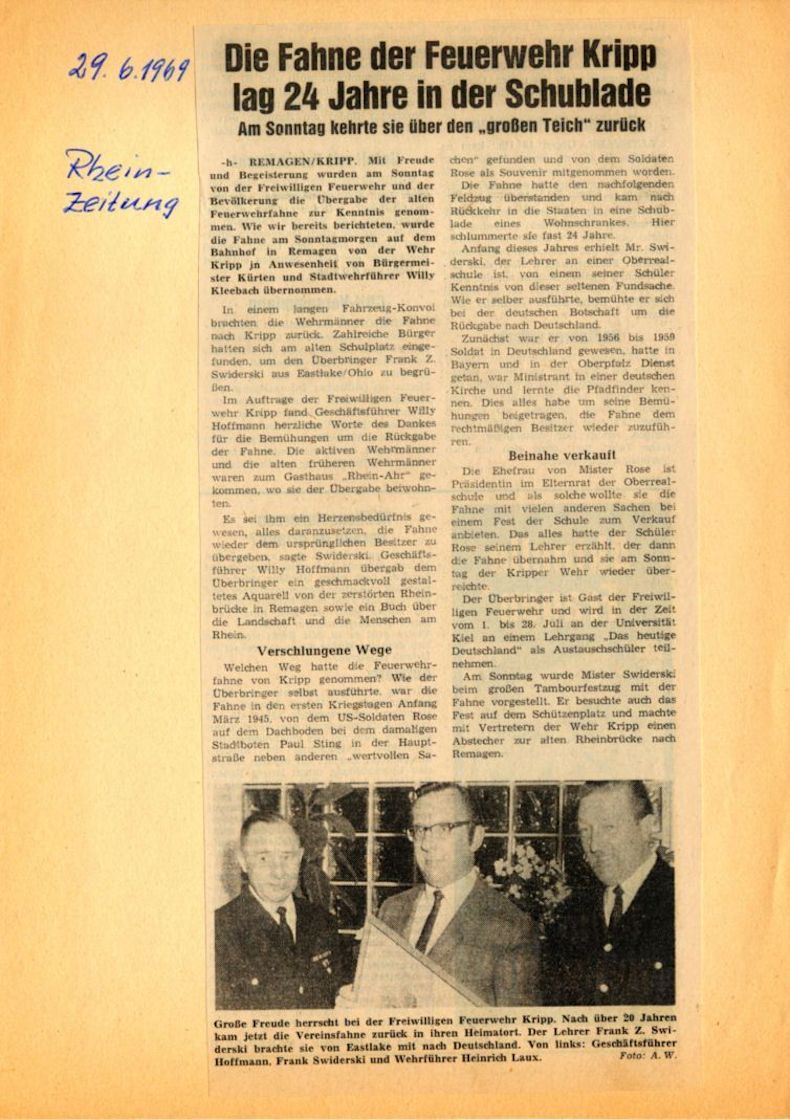 29.6.1969
Rhein-
Zeitung
Die Fahne der Feuerwehr Kripp
lag 24 Jahre in der Schublade
Am Sonntag kehrte sie über den „großen Teich“ zurück
-h- REMAGEN/KRIPP. Mit Freude
und Begeisterung wurden am Sonntag
von der Freiwilligen Feuerwehr und der
Bevölkerung die Übergabe der alten
Feuerwehrfahne zur Kenntnis genom-
men. Wie wir bereits berichteten, wurde
die Fahne am Sonntagmorgen auf dem
Bahnhof in Remagen von der Wehr
Kripp jn Anwesenheit von Bürgermei-
ster Kürten und Stadtwehrführer Willy
Kleebach übernommen.
In einem langen Fahrzeug-Konvoi
brachten die Wehrmänner die Fahne
nach Kripp zurück. Zahlreiche Bürger
hatten sich am alten Schulplatz einge-
funden, um den Überbringer Frank Z.
Swiderski aus Eastlake/Ohio zu begrü-
ßen.
Im Auftrage der Freiwilligen Feuer-
wehr Kripp fand Geschäftsführer Willy
Hoffmann herzliche Worte des Dankes
für die Bemühungen um die Rückgabe
der Fahne. Die aktiven Wehrmänner
und die alten früheren Wehrmänner
waren zum Gasthaus „Rhein-Ahr“ ge-
kommen, wo sie der Übergabe beiwohn-
ten.
Es sei ihm ein Herzensbedürfnis ge-
wesen, alles daranzusetzen, die Fahne
wieder dem ursprünglichen Besitzer zu
übergeben, sagte Swiderski. Geschäfts-
führer Willy Hoffmann übergab dem
Überbringer ein geschmackvoll gestal-
tetes Aquarell von der zerstörten Rhein-
brücke in Remagen sowie ein Buch über
die Landschaft und die Menschen am
Rhein.
Verschlungene Wege
Welchen Weg hatte die Feuerwehr-
fahne von Kripp genommen? Wie der
Überbringer selbst ausführte, war die
Fahne in den ersten Kriegstagen Anfang
März 1945, von dem US-Soldaten Rose
auf dem Dachboden bei dem damaligen
Stadtboten Paul Sting in der Haupt-
straße neben anderen „wertvollen Sa-
chen“ gefunden und von dem Soldaten
Rose als Souvenir mitgenommen worden.
Die Fahne hatte den nachfolgenden
Feldzug überstanden und kam nach
Rückkehr in die Staaten in eine Schub-
lade eines Wohnschrankes. Hier
schlummerte sie fast 24 Jahre.
Anfang dieses Jahres erhielt Mr. Swi-
derski, der Lehrer an einer Oberreal-
schule ist, von einem seiner Schüler
Kenntnis von dieser seltenen Fundsache.
Wie er selber ausführte, bemühte er sich
bei der deutschen Botschaft um die
Rückgabe nach Deutschland.
Zunächst war er von 1956 bis 1959
Soldat in Deutschland gewesen, hatte in
Bayern und in der Oberpfalz Dienst
getan, war Ministrant in einer deutschen
Kirche und lernte die Pfadfinder ken-
nen. Dies alles habe um seine Bemü-
hungen beigetragen, die Fahne dem
rechtmäßigen Besitzer wieder zuzufüh-
ren.
Beinahe verkauft
Die Ehefrau von Mister Rose ist
Präsidentin im Elternrat der Oberreal-
schule und als solche wollte sie die
Fahne mit vielen anderen Sachen bei
einem Fest der Schule zum Verkauf
anbieten. Das alles hatte der Schüler
Rose seinem Lehrer erzählt, der dann
die Fahne übernahm und sie am Sonn-
tag der Kripper Wehr wieder über-
reichte.
Der Überbringer ist Gast der Freiwil-
ligen Feuerwehr und wird in der Zeit
vom 1. bis 28. Juli an der Universität
Kiel an einem Lehrgang „Das heutige
Deutschland“ als Austauschschüler teil-
nehmen.
Am Sonntag wurde Mister Swiderski
beim großen Tambourfestzug mit der
Fahne vorgestellt. Er besuchte auch das
Fest auf dem Schützenplatz und machte
mit Vertretern der Wehr Kripp einen
Abstecher zur alten Rheinbrücke nach
Remagen.
Große Freude herrscht bei der Freiwilligen Feuerwehr Kripp. Nach über 20 Jahren
kam jetzt die Vereinsfahne zurück in ihren Heimatort. Der Lehrer Frank Z. Swi-
derski brachte sie von Eastlake mit nach Deutschland. Von links: Geschäftsführer
Hoffmann, Frank Swiderski und Wehrführer Heinrich Laux. Foto: A. W.